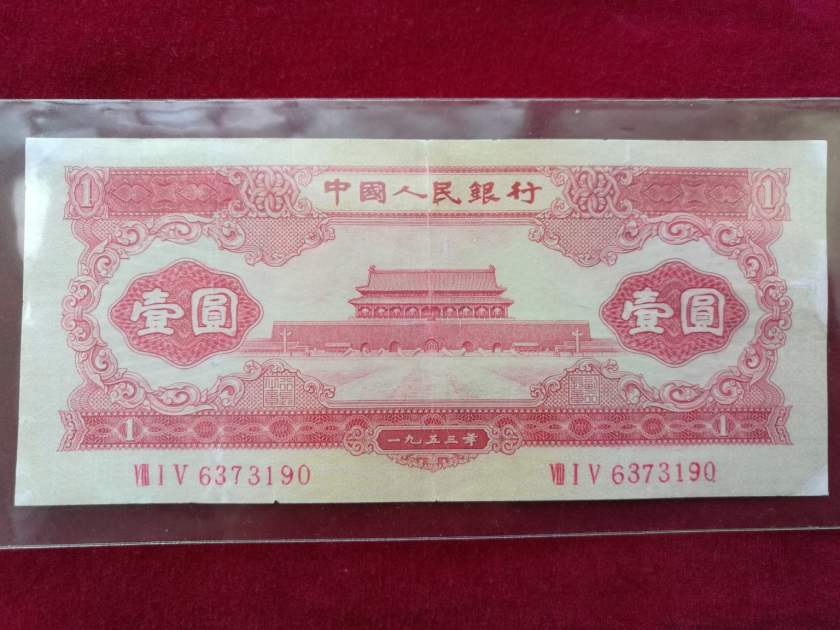 1 中國人民銀行 1
壹圓 壹圓
1 一九五三年 1
Ⅷ I V 6373190 Ⅷ I V 6373190